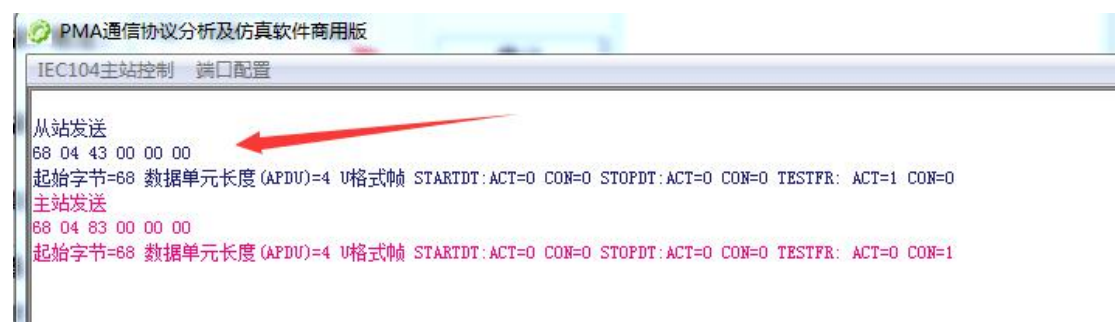 PMA通信协议分析及仿真软件商用版
IEC104主站控制 端口配置
从站发送
68 04 43 00 00 00
起始字节=68 数据单元长度(APDU)=4 U格式帧 STARTDT:ACT=0 CON=0 STOPDT:ACT=0 CON=0 TESTFR: ACT=1 CON=0
主站发送
68 04 83 00 00 00
起始字节=68 数据单元长度(APDU)=4 U格式帧 STARTDT:ACT=0 CON=0 STOPDT:ACT=0 CON=0 TESTFR: ACT=0 CON=1